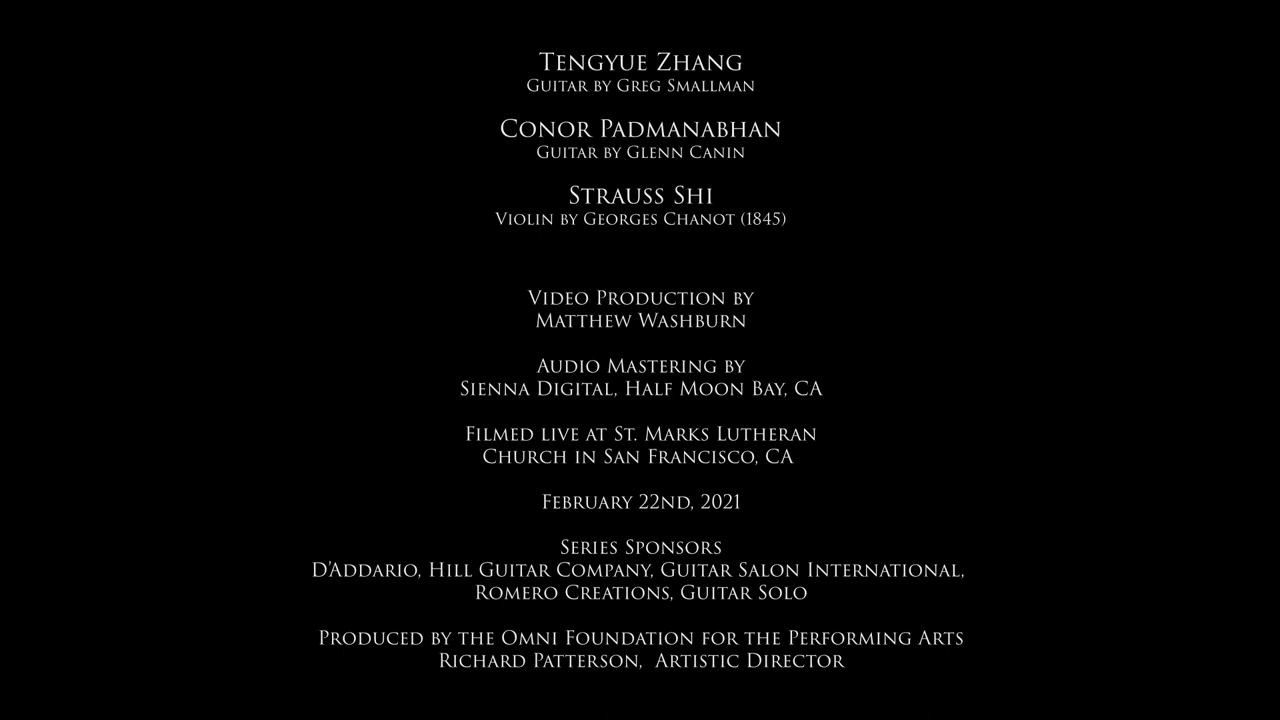 Tengyue Zhang
Guitar by Greg Smallman
Conor Padmanabhan
Guitar by Glenn Canin
Strauss Shi
Violin by Georges Chanot (1845)
Video Production by
Matthew Washburn
Audio Mastering by
Sienna Digital, Half Moon Bay, CA
Filmed live at St. Marks Lutheran
Church in San Francisco, CA
February 22nd, 2021
Series Sponsors
D'Addario, Hill Guitar Company, Guitar Salon International,
Romero Creations, Guitar Solo
Produced by the Omni Foundation for the Performing Arts
Richard Patterson,  Artistic Director